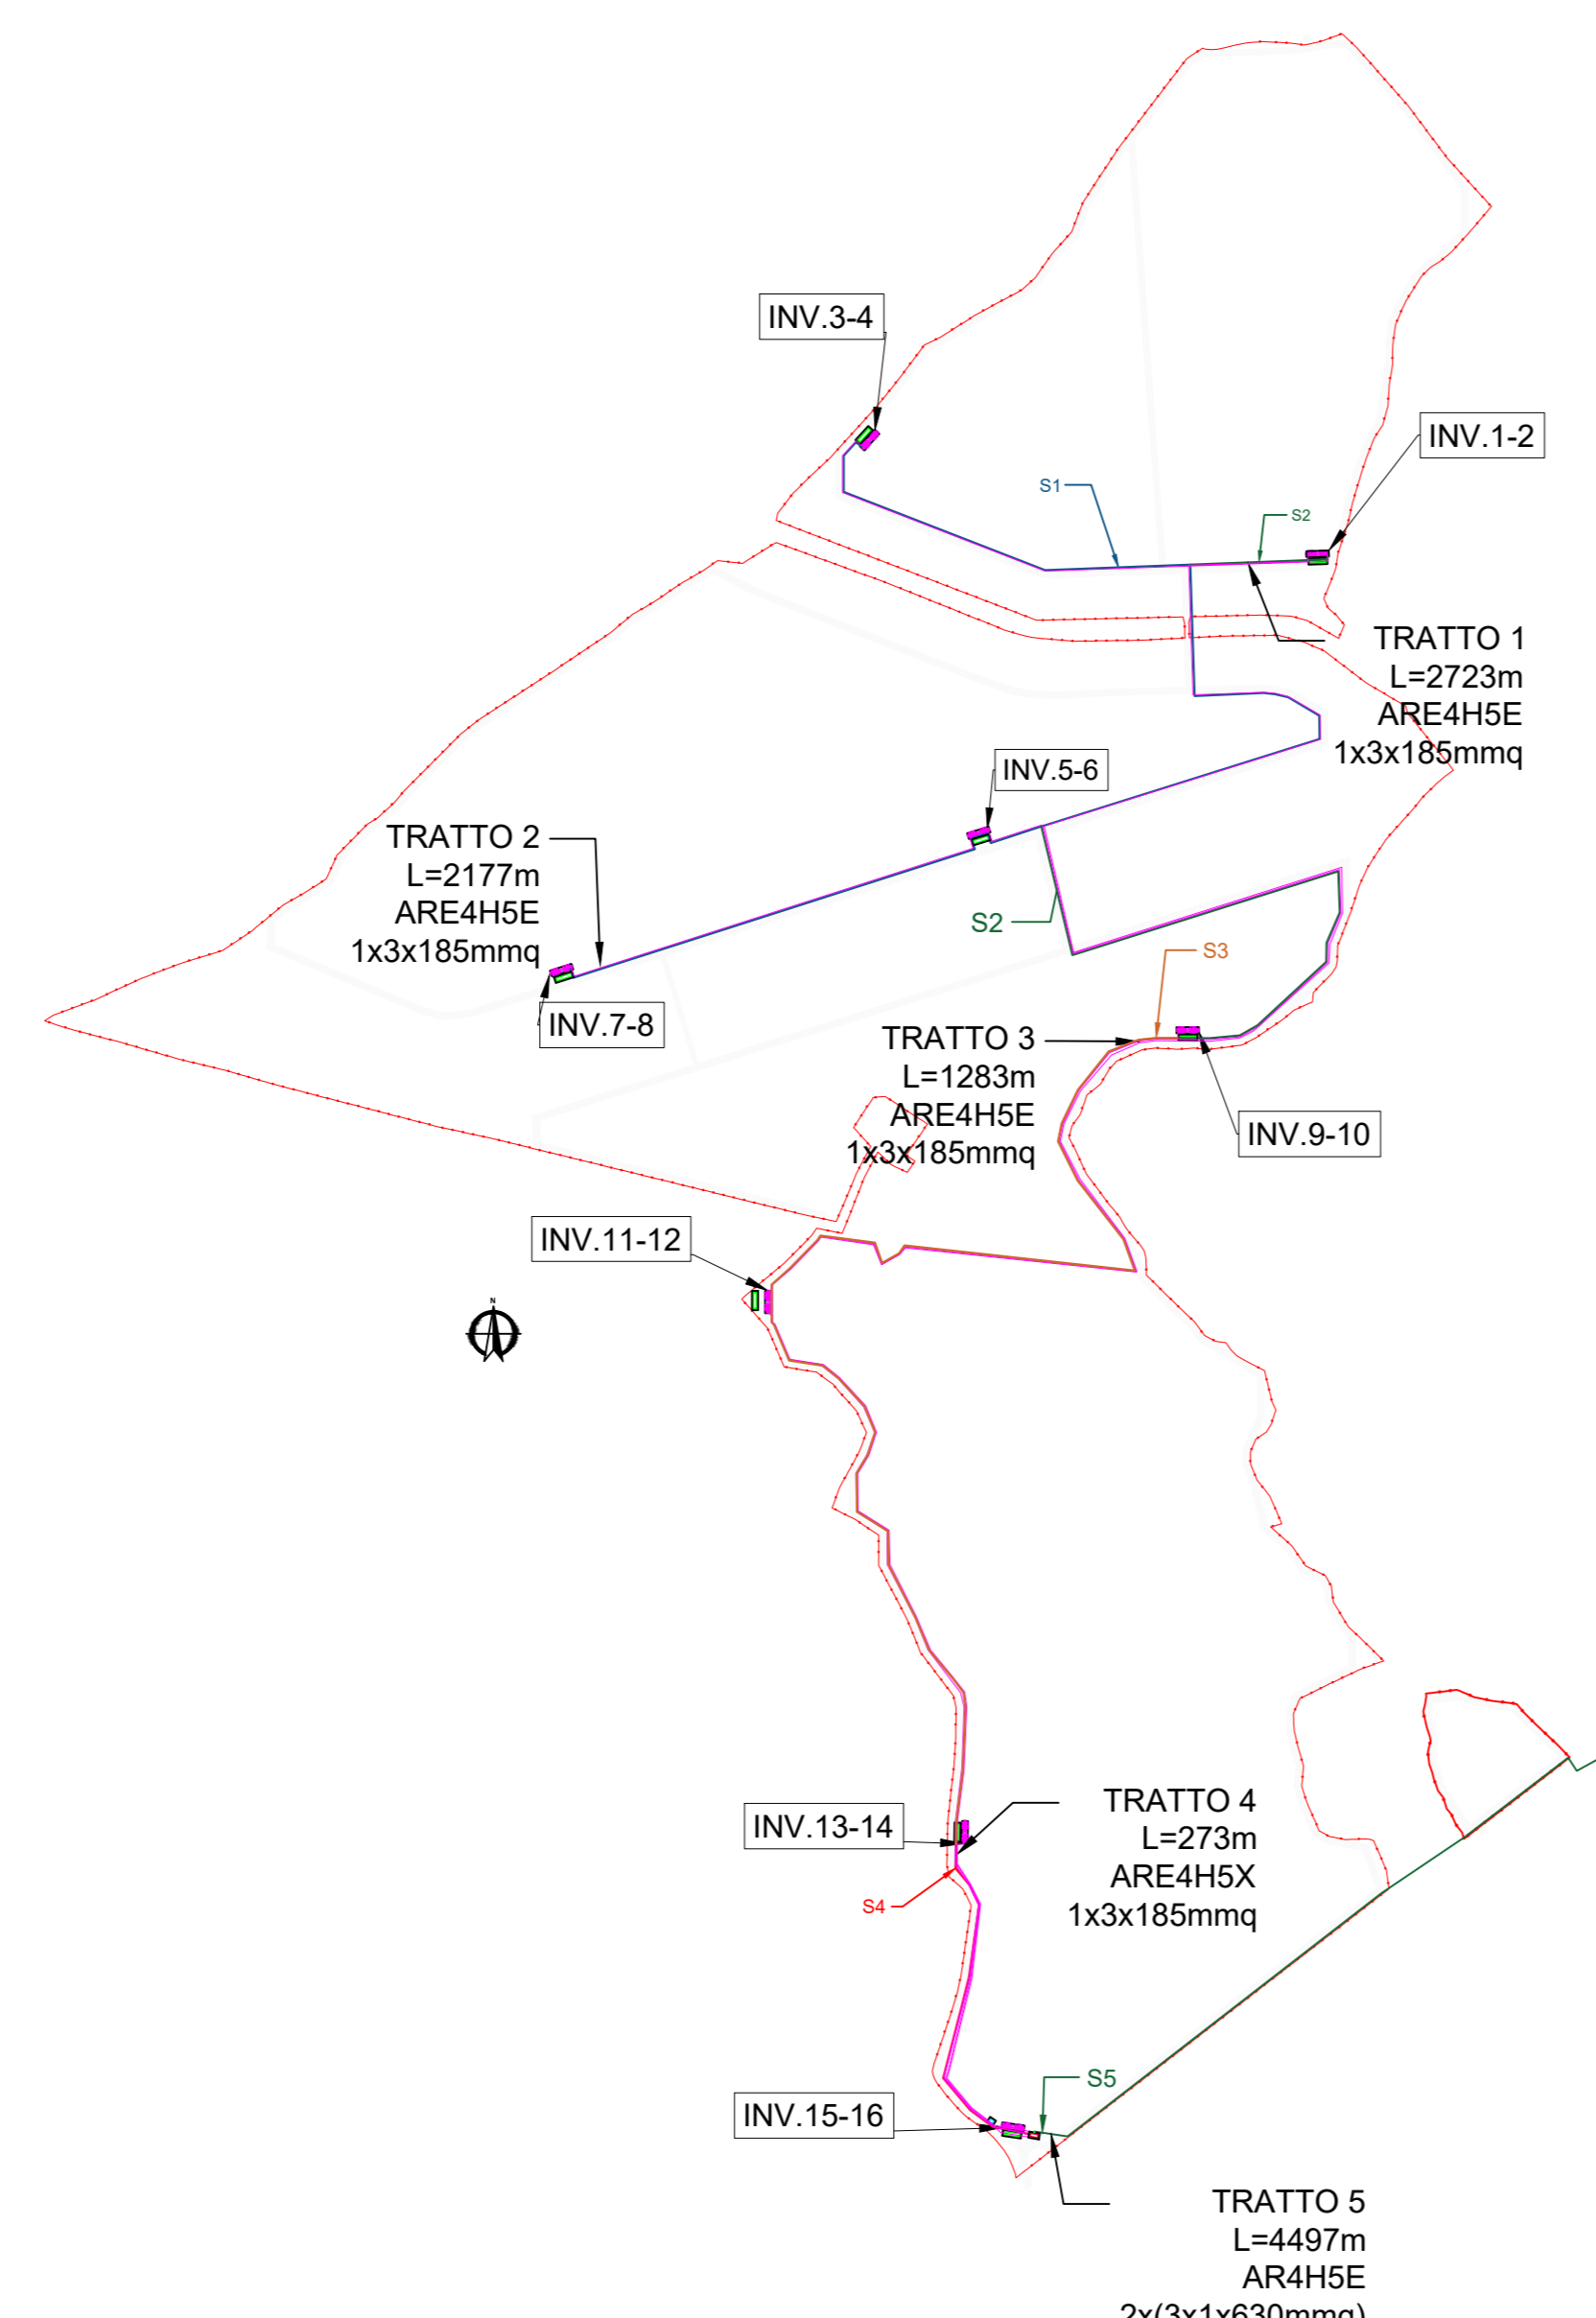 INV.3-4
INV.1-2
S1
S2
TRATTO 1
L=2723m
ARE4H5E
1x3x185mmq
INV.5-6
TRATTO 2
L=2177m
ARE4H5E
1x3x185mmq
S2
S3
INV.7-8
TRATTO 3
L=1283m
ARE4H5E
1x3x185mmq
INV.9-10
INV.11-12
N
TRATTO 4
L=273m
ARE4H5X
1x3x185mmq
INV.13-14
S4
S5
INV.15-16
TRATTO 5
L=4497m
AR4H5E
2x(3x1x630mmq)